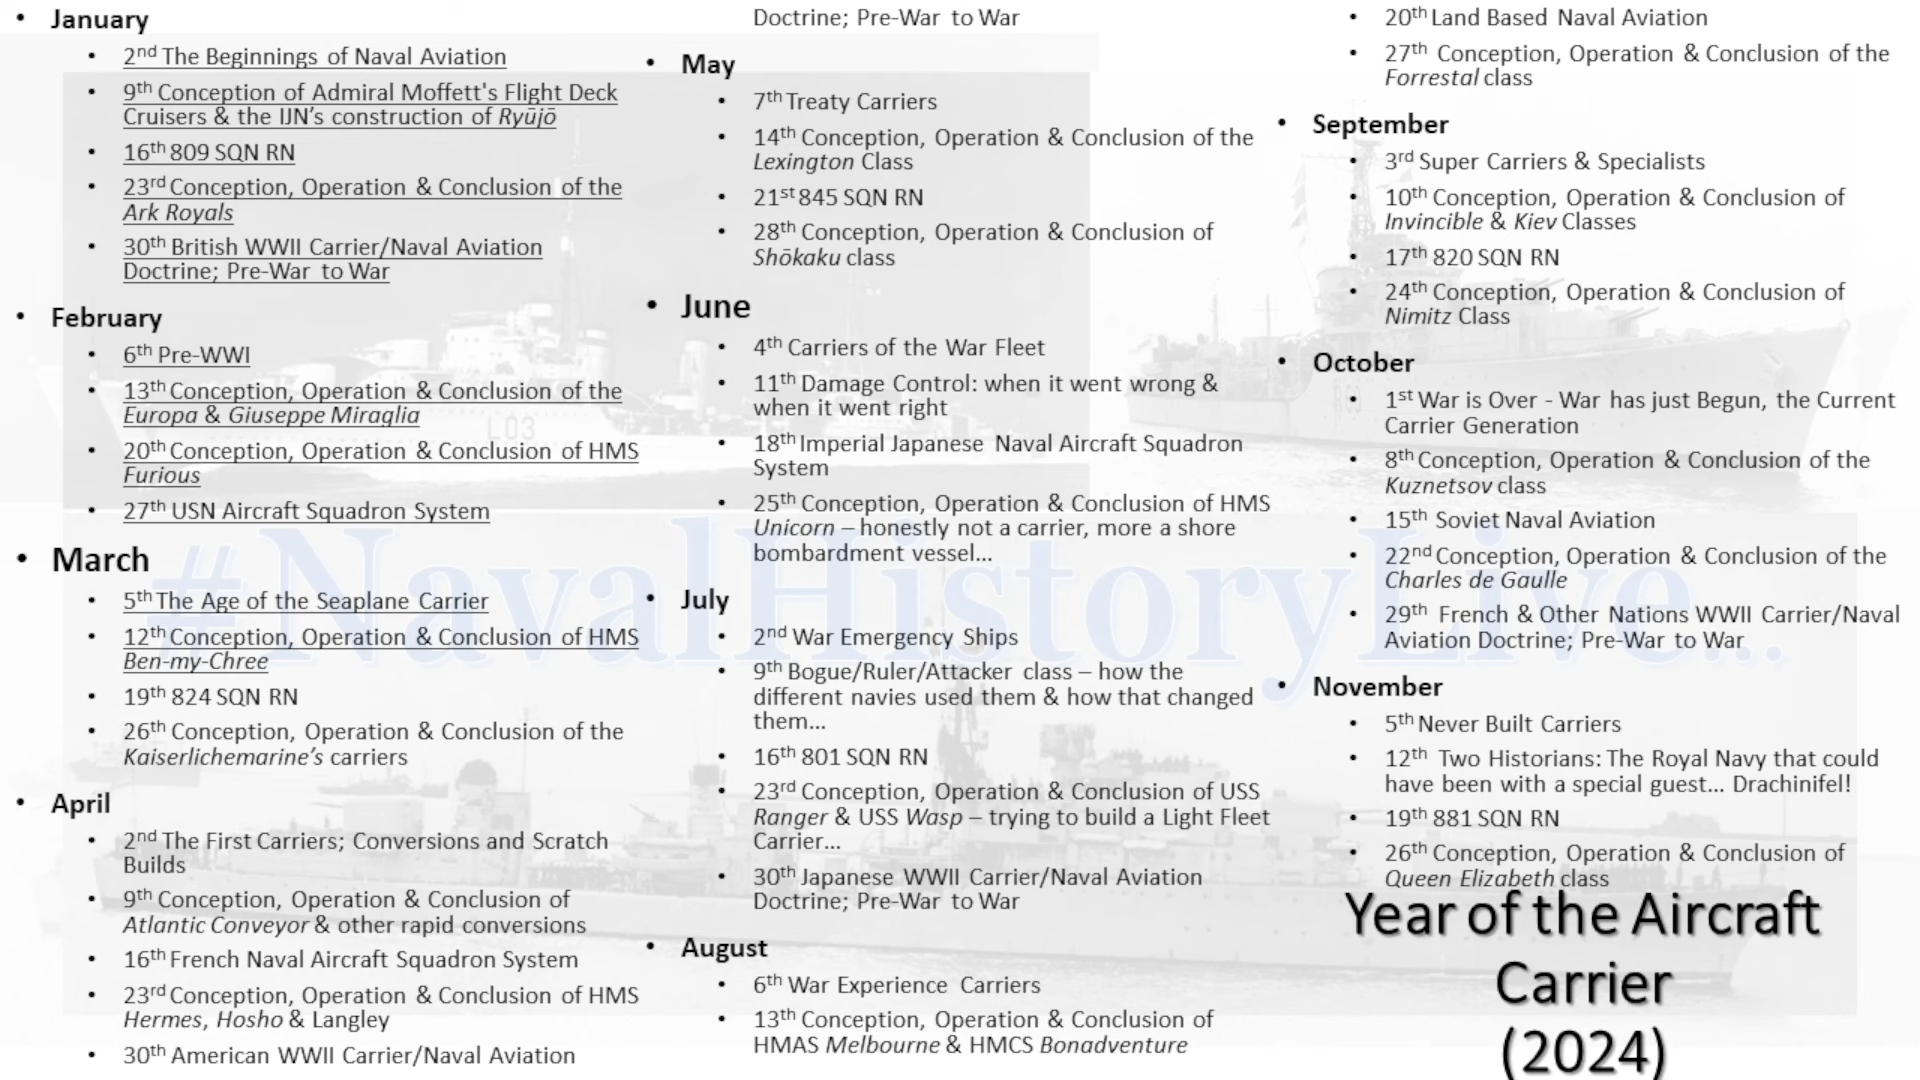 January
2nd The Beginnings of Naval Aviation
9th Conception of Admiral Moffett's Flight Deck
Cruisers & the IJN's construction of Ryūjō
16th 809 SQN RN
23rd Conception, Operation & Conclusion of the
Ark Royals
30th British WWII Carrier/Naval Aviation
Doctrine; Pre-War to War
February
6th Pre-WWI
13th Conception, Operation & Conclusion of the
Europa & Giuseppe Miraglia
20th Conception, Operation & Conclusion of HMS
Furious
27th USN Aircraft Squadron System
March
5th The Age of the Seaplane Carrier
12th Conception, Operation & Conclusion of HMS
Ben-my-Chree
19th 824 SQN RN
26th Conception, Operation & Conclusion of the
Kaiserlichemarine's carriers
April
2nd The First Carriers; Conversions and Scratch
Builds
9th Conception, Operation & Conclusion of
Atlantic Conveyor & other rapid conversions
16th French Naval Aircraft Squadron System
23rd Conception, Operation & Conclusion of HMS
Hermes, Hosho & Langley
30th American WWII Carrier/Naval Aviation
Doctrine; Pre-War to War
May
7th Treaty Carriers
14th Conception, Operation & Conclusion of the
Lexington Class
21st 845 SQN RN
28th Conception, Operation & Conclusion of
Shōkaku class
June
4th Carriers of the War Fleet
11th Damage Control: when it went wrong &
when it went right
18th Imperial Japanese Naval Aircraft Squadron
System
25th Conception, Operation & Conclusion of HMS
Unicorn – honestly not a carrier, more a shore
bombardment vessel...
July
2nd War Emergency Ships
9th Bogue/Ruler/Attacker class – how the
different navies used them & how that changed
them...
16th 801 SQN RN
23rd Conception, Operation & Conclusion of USS
Ranger & USS Wasp – trying to build a Light Fleet
Carrier...
30th Japanese WWII Carrier/Naval Aviation
Doctrine; Pre-War to War
August
6th War Experience Carriers
13th Conception, Operation & Conclusion of
HMAS Melbourne & HMCS Bonadventure
20th Land Based Naval Aviation
27th Conception, Operation & Conclusion of the
Forrestal class
September
3rd Super Carriers & Specialists
10th Conception, Operation & Conclusion of
Invincible & Kiev Classes
17th 820 SQN RN
24th Conception, Operation & Conclusion of
Nimitz Class
October
1st War is Over - War has just Begun, the Current
Carrier Generation
8th Conception, Operation & Conclusion of the
Kuznetsov class
15th Soviet Naval Aviation
22nd Conception, Operation & Conclusion of the
Charles de Gaulle
29th French & Other Nations WWII Carrier/Naval
Aviation Doctrine; Pre-War to War
November
5th Never Built Carriers
12th Two Historians: The Royal Navy that could
have been with a special guest... Drachinifel!
19th 881 SQN RN
26th Conception, Operation & Conclusion of
Queen Elizabeth class
Year of the Aircraft
Carrier
(2024)
#NavalHistoryLive...
L03